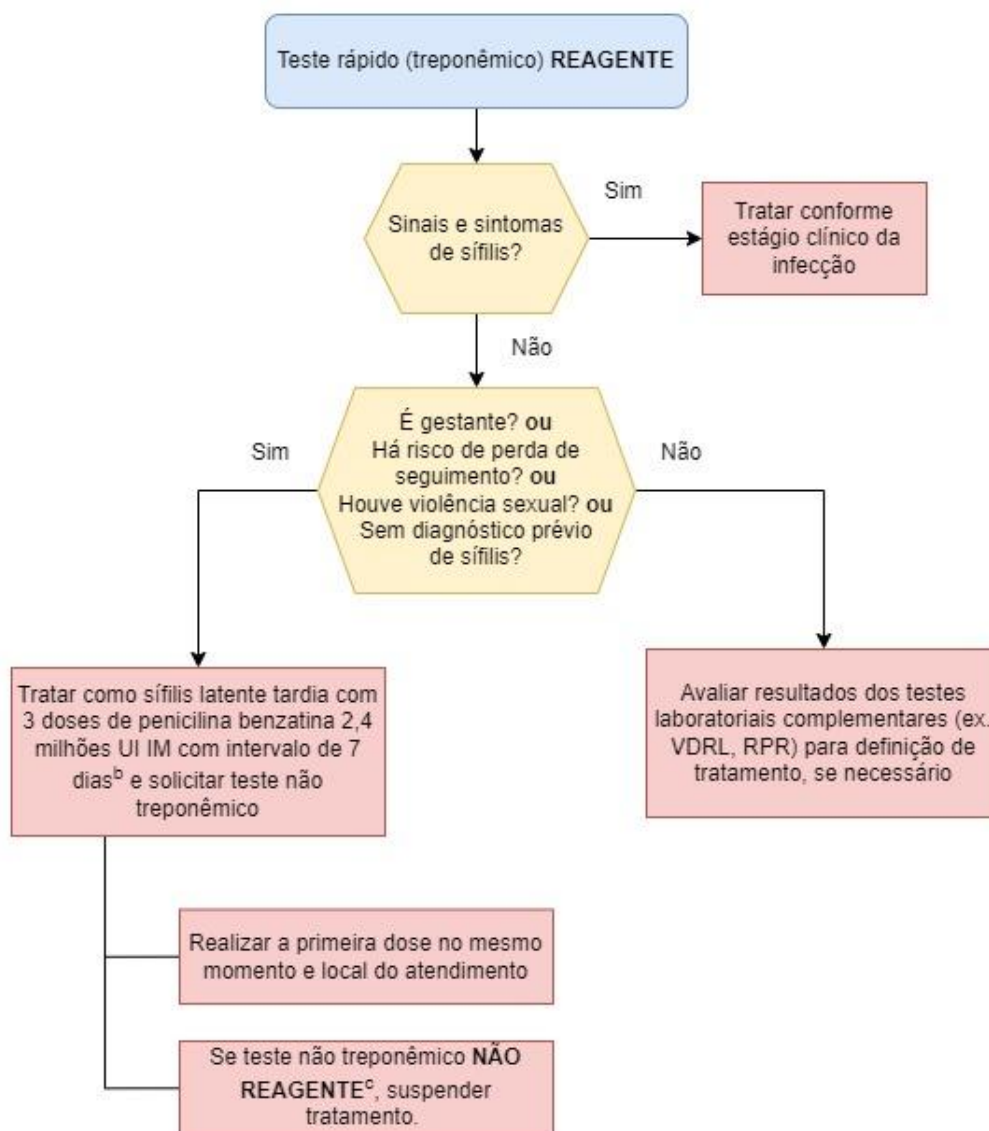 Teste rápido (treponêmico) REAGENTE
Sinais e sintomas
de sífilis?
Sim
Tratar conforme
estágio clínico da
infecção
Não
É gestante? ou
Há risco de perda de
seguimento? ou
Houve violência sexual? ou
Sem diagnóstico prévio
de sífilis?
Sim
Não
Tratar como sífilis latente tardia com
3 doses de penicilina benzatina 2,4
milhões UI IM com intervalo de 7
diasᵇ e solicitar teste não
treponêmico
Avaliar resultados dos testes
laboratoriais complementares (ex.
VDRL, RPR) para definição de
tratamento, se necessário
Realizar a primeira dose no mesmo
momento e local do atendimento
Se teste não treponêmico NÃO
REAGENTEᶜ, suspender
tratamento.